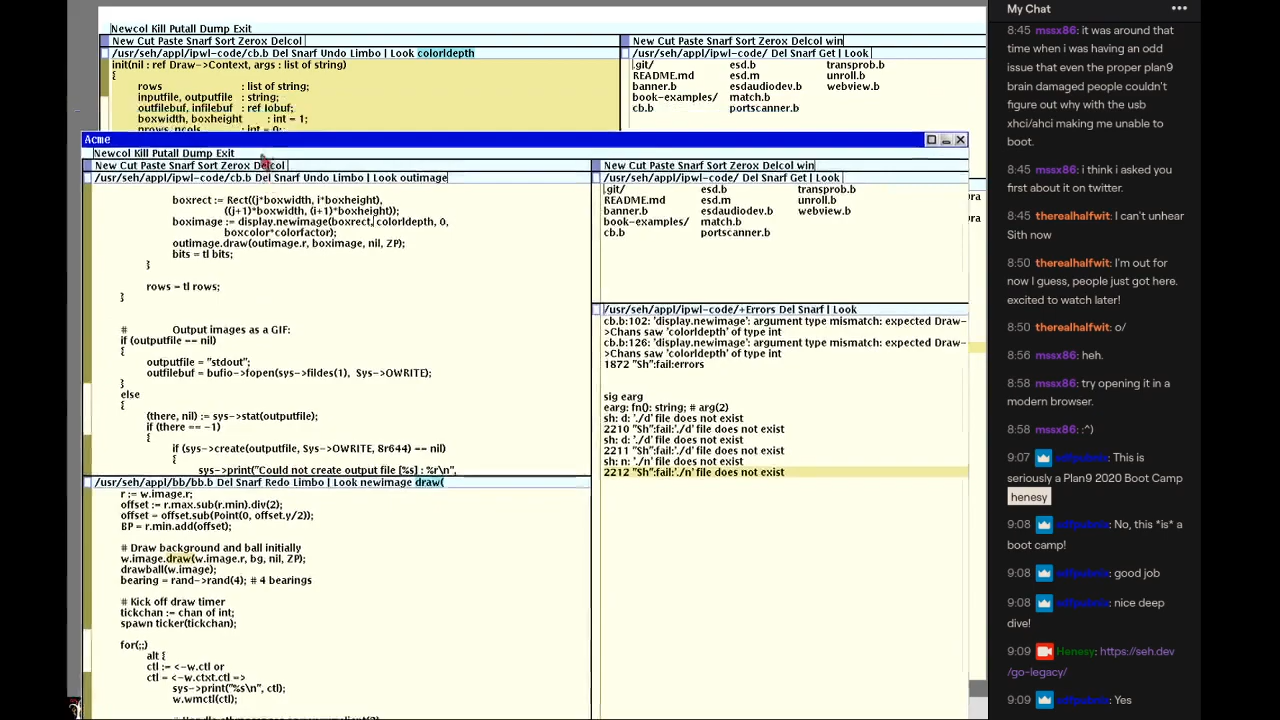 Newcol Kill Putall Dump Exit
New Cut Paste Snarf Sort Zerox Delcol
/usr/seh/appl/ipwl-code/cb.b Del Snarf Undo Limbo | Look colordepth
init(nil : ref Draw->Context, args : list of string)
{
rows : list of string;
inputfile, outputfile : string;
outfilebuf, infilebuf : ref Iobuf;
boxwidth, boxheight : int = 1;
nrows, ncols : int = 0;
New Cut Paste Snarf Sort Zerox Delcol win
/usr/seh/appl/ipwl-code/ Del Snarf Get | Look
.git/ esd.b transprob.b
README.md esd.m unroll.b
banner.b esdaudiodev.b webview.b
book-examples/ match.b
cb.b portscanner.b
Acme
Newcol Kill Putall Dump Exit
New Cut Paste Snarf Sort Zerox Delcol
/usr/seh/appl/ipwl-code/cb.b Del Snarf Undo Limbo | Look outimage
boxrect := Rect((j*boxwidth, i*boxheight),
((j+1)*boxwidth, (i+1)*boxheight));
boximage := display.newimage(boxrect, colordepth, 0,
boxcolor*colorfactor);
outimage.draw(outimage.r, boximage, nil, ZP);
bits = tl bits;
}
rows = tl rows;
}
# Output images as a GIF:
if (outputfile == nil)
{
outputfile = "stdout";
outfilebuf = bufio->fopen(sys->fildes(1), Sys->OWRITE);
}
else
{
(there, nil) := sys->stat(outputfile);
if (there == -1)
{
if (sys->create(outputfile, Sys->OWRITE, 8r644) == nil)
{
sys->print("Could not create output file [%s] : %r\n",
/usr/seh/appl/bb/bb.b Del Snarf Redo Limbo | Look newimage draw(
r := w.image.r;
offset := r.max.sub(r.min).div(2);
offset = offset.sub(Point(0, offset.y/2));
BP = r.min.add(offset);
# Draw background and ball initially
w.image.draw(w.image.r, bg, nil, ZP);
drawball(w.image);
bearing = rand->rand(4); # 4 bearings
# Kick off draw timer
tickchan := chan of int;
spawn ticker(tickchan);
for(;;)
alt {
ctl := <-w.ctl or
ctl = <-w.ctxt.ctl =>
sys->print("%s\n", ctl);
w.wmctl(ctl);
New Cut Paste Snarf Sort Zerox Delcol win
/usr/seh/appl/ipwl-code/ Del Snarf Get | Look
.git/ esd.b transprob.b
README.md esd.m unroll.b
banner.b esdaudiodev.b webview.b
book-examples/ match.b
cb.b portscanner.b
/usr/seh/appl/ipwl-code/+Errors Del Snarf | Look
cb.b:102: 'display.newimage': argument type mismatch: expected Draw-
>Chans saw 'colordepth' of type int
cb.b:126: 'display.newimage': argument type mismatch: expected Draw-
>Chans saw 'colordepth' of type int
1872 "Sh":fail:errors
sig earg
earg: fn(): string; # arg(2)
sh: d: './d' file does not exist
2210 "Sh":fail:'./d' file does not exist
sh: d: './d' file does not exist
2211 "Sh":fail:'./d' file does not exist
sh: n: './n' file does not exist
2212 "Sh":fail:'./n' file does not exist
My Chat
8:45 mssx86: it was around that
time when i was having an odd
issue that even the proper plan9
brain damaged people couldn't
figure out why with the usb
xhci/ahci making me unable to
boot.
8:45 mssx86: i think i asked you
first about it on twitter.
8:45 therealhalfwit: I can't unhear
Sith now
8:50 therealhalfwit: I'm out for
now I guess, people just got here.
excited to watch later!
8:50 therealhalfwit: o/
8:56 mssx86: heh.
8:58 mssx86: try opening it in a
modern browser.
8:58 mssx86: :^)
9:07 : This is
seriously a Plan9 2020 Boot Camp
henesy
9:08 : No, this *is* a
boot camp!
9:08 : good job
9:08 : nice deep
dive!
9:09 Henesy: https://seh.dev
/go-legacy/
9:09 : Yes